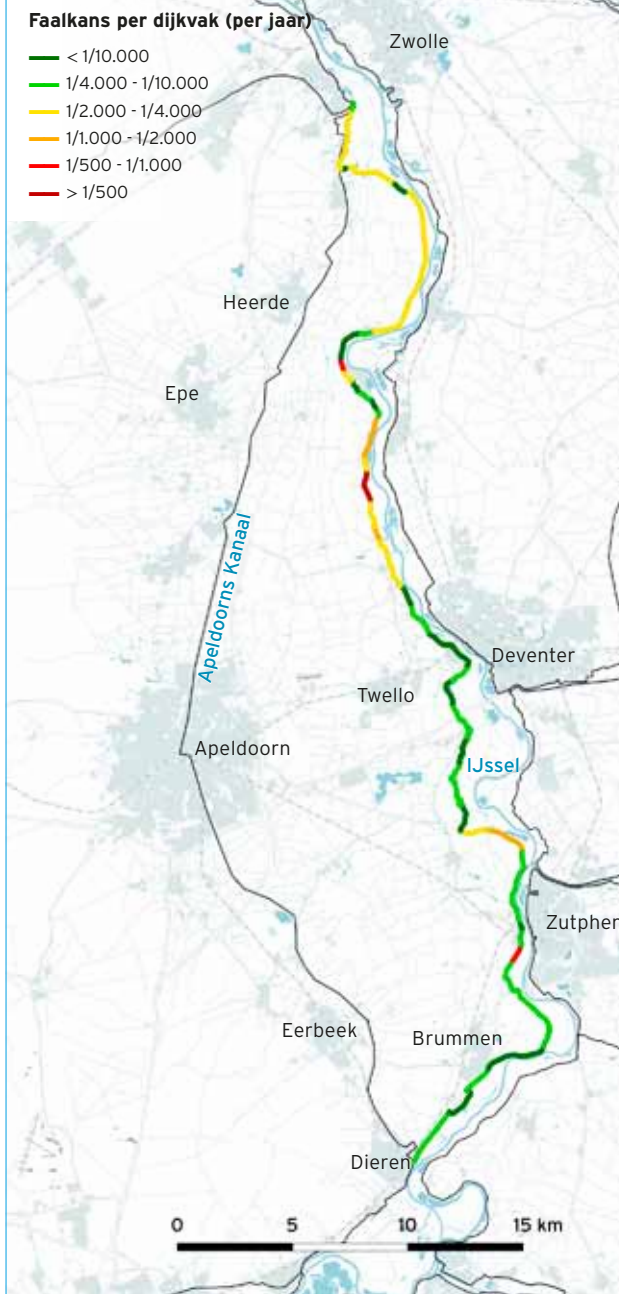 Faalkans per dijkvak (per jaar)
< 1/10.000
1/4.000 - 1/10.000
1/2.000 - 1/4.000
1/1.000 - 1/2.000
1/500 - 1/1.000
> 1/500
Zwolle
Heerde
Epe
Apeldoorns Kanaal
Deventer
Twello
Apeldoorn
IJssel
Zutphen
Eerbeek
Brummen
Dieren
0 5 10 15 km